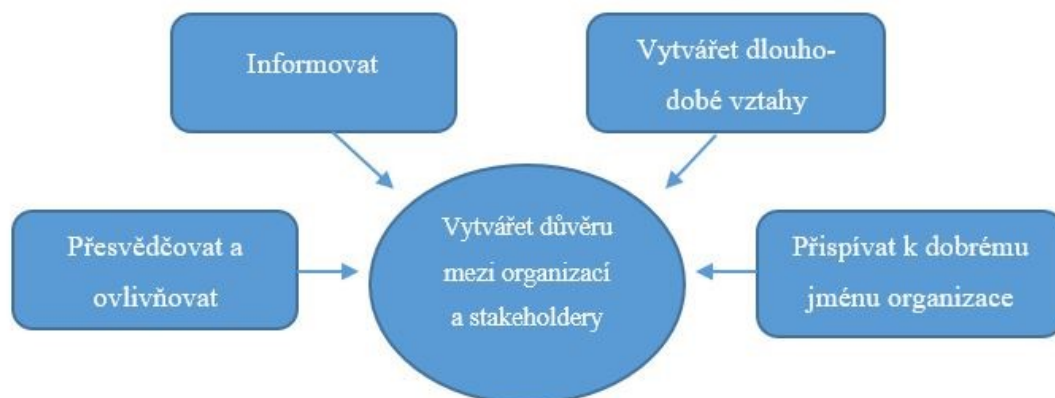 Informovat
Vytvářet dlouho-
dobé vztahy
Přesvědčovat a
ovlivňovat
Vytvářet důvěru
mezi organizací
a stakeholdery
Přispívat k dobrému
jménu organizace